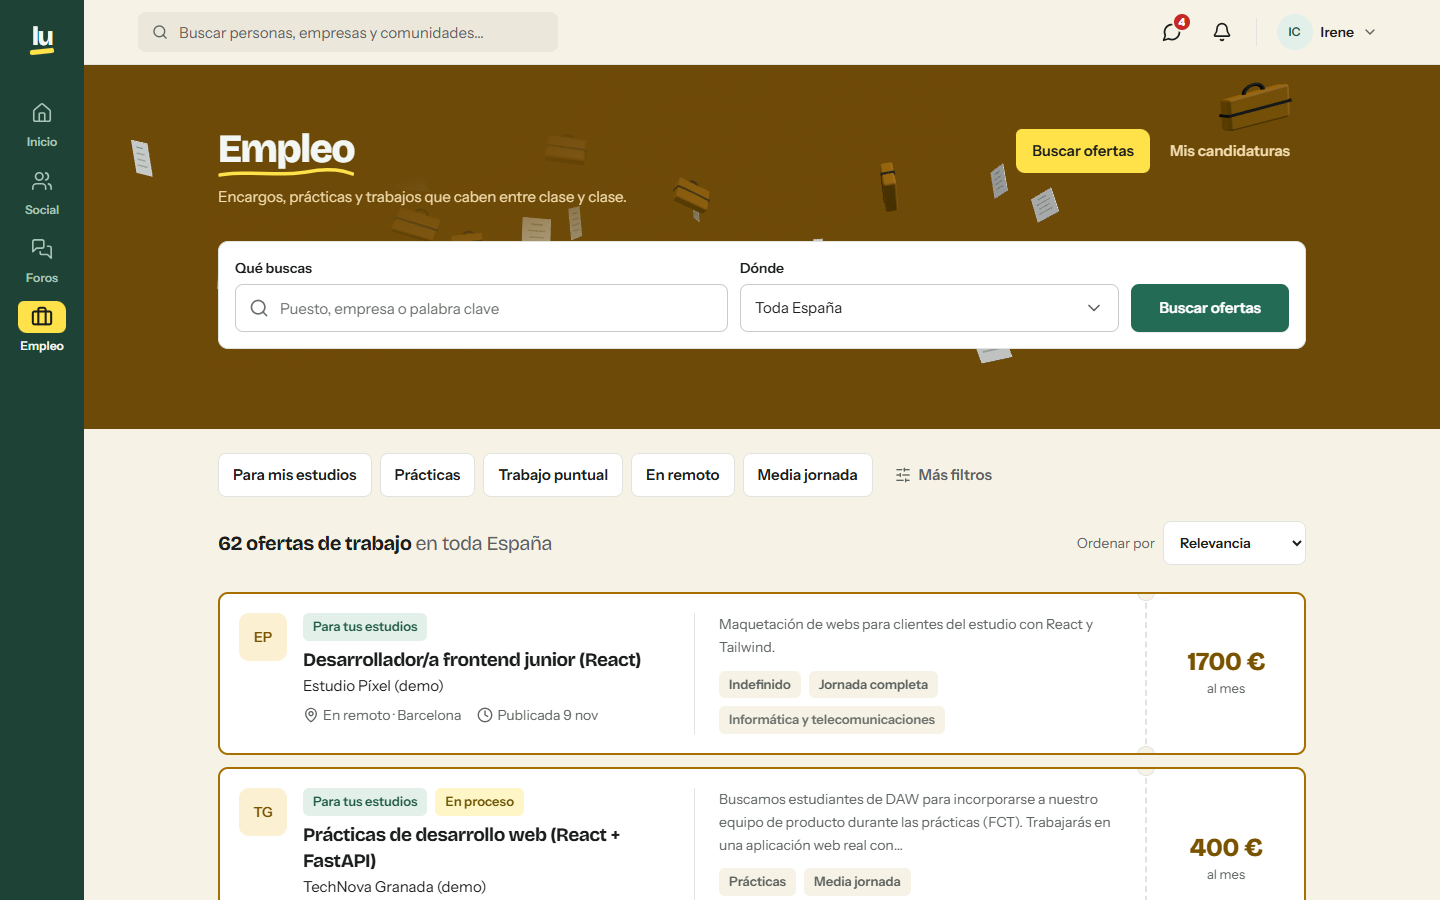 lu
Buscar personas, empresas y comunidades...
4
IC
Irene
Inicio
Social
Foros
Empleo
Empleo
Encargos, prácticas y trabajos que caben entre clase y clase.
Buscar ofertas
Mis candidaturas
Qué buscas
Puesto, empresa o palabra clave
Dónde
Toda España
Buscar ofertas
Para mis estudios
Prácticas
Trabajo puntual
En remoto
Media jornada
Más filtros
62 ofertas de trabajo en toda España
Ordenar por
Relevancia
EP
Para tus estudios
Desarrollador/a frontend junior (React)
Estudio Píxel (demo)
En remoto · Barcelona
Publicada 9 nov
Maquetación de webs para clientes del estudio con React y
Tailwind.
Indefinido
Jornada completa
Informática y telecomunicaciones
1700 €
al mes
TG
Para tus estudios
En proceso
Prácticas de desarrollo web (React +
FastAPI)
TechNova Granada (demo)
Buscamos estudiantes de DAW para incorporarse a nuestro
equipo de producto durante las prácticas (FCT). Trabajarás en
una aplicación web real con...
Prácticas
Media jornada
400 €
al mes